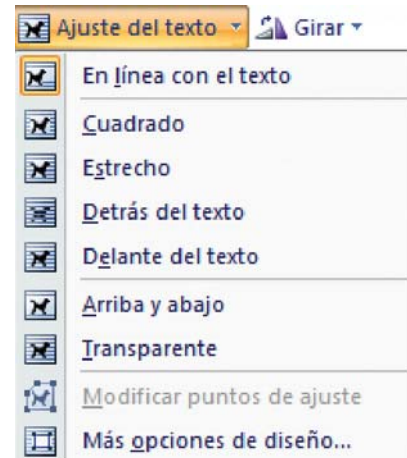 Ajuste del texto Girar
En línea con el texto
Cuadrado
Estrecho
Detrás del texto
Delante del texto
Arriba y abajo
Transparente
Modificar puntos de ajuste
Más opciones de diseño...